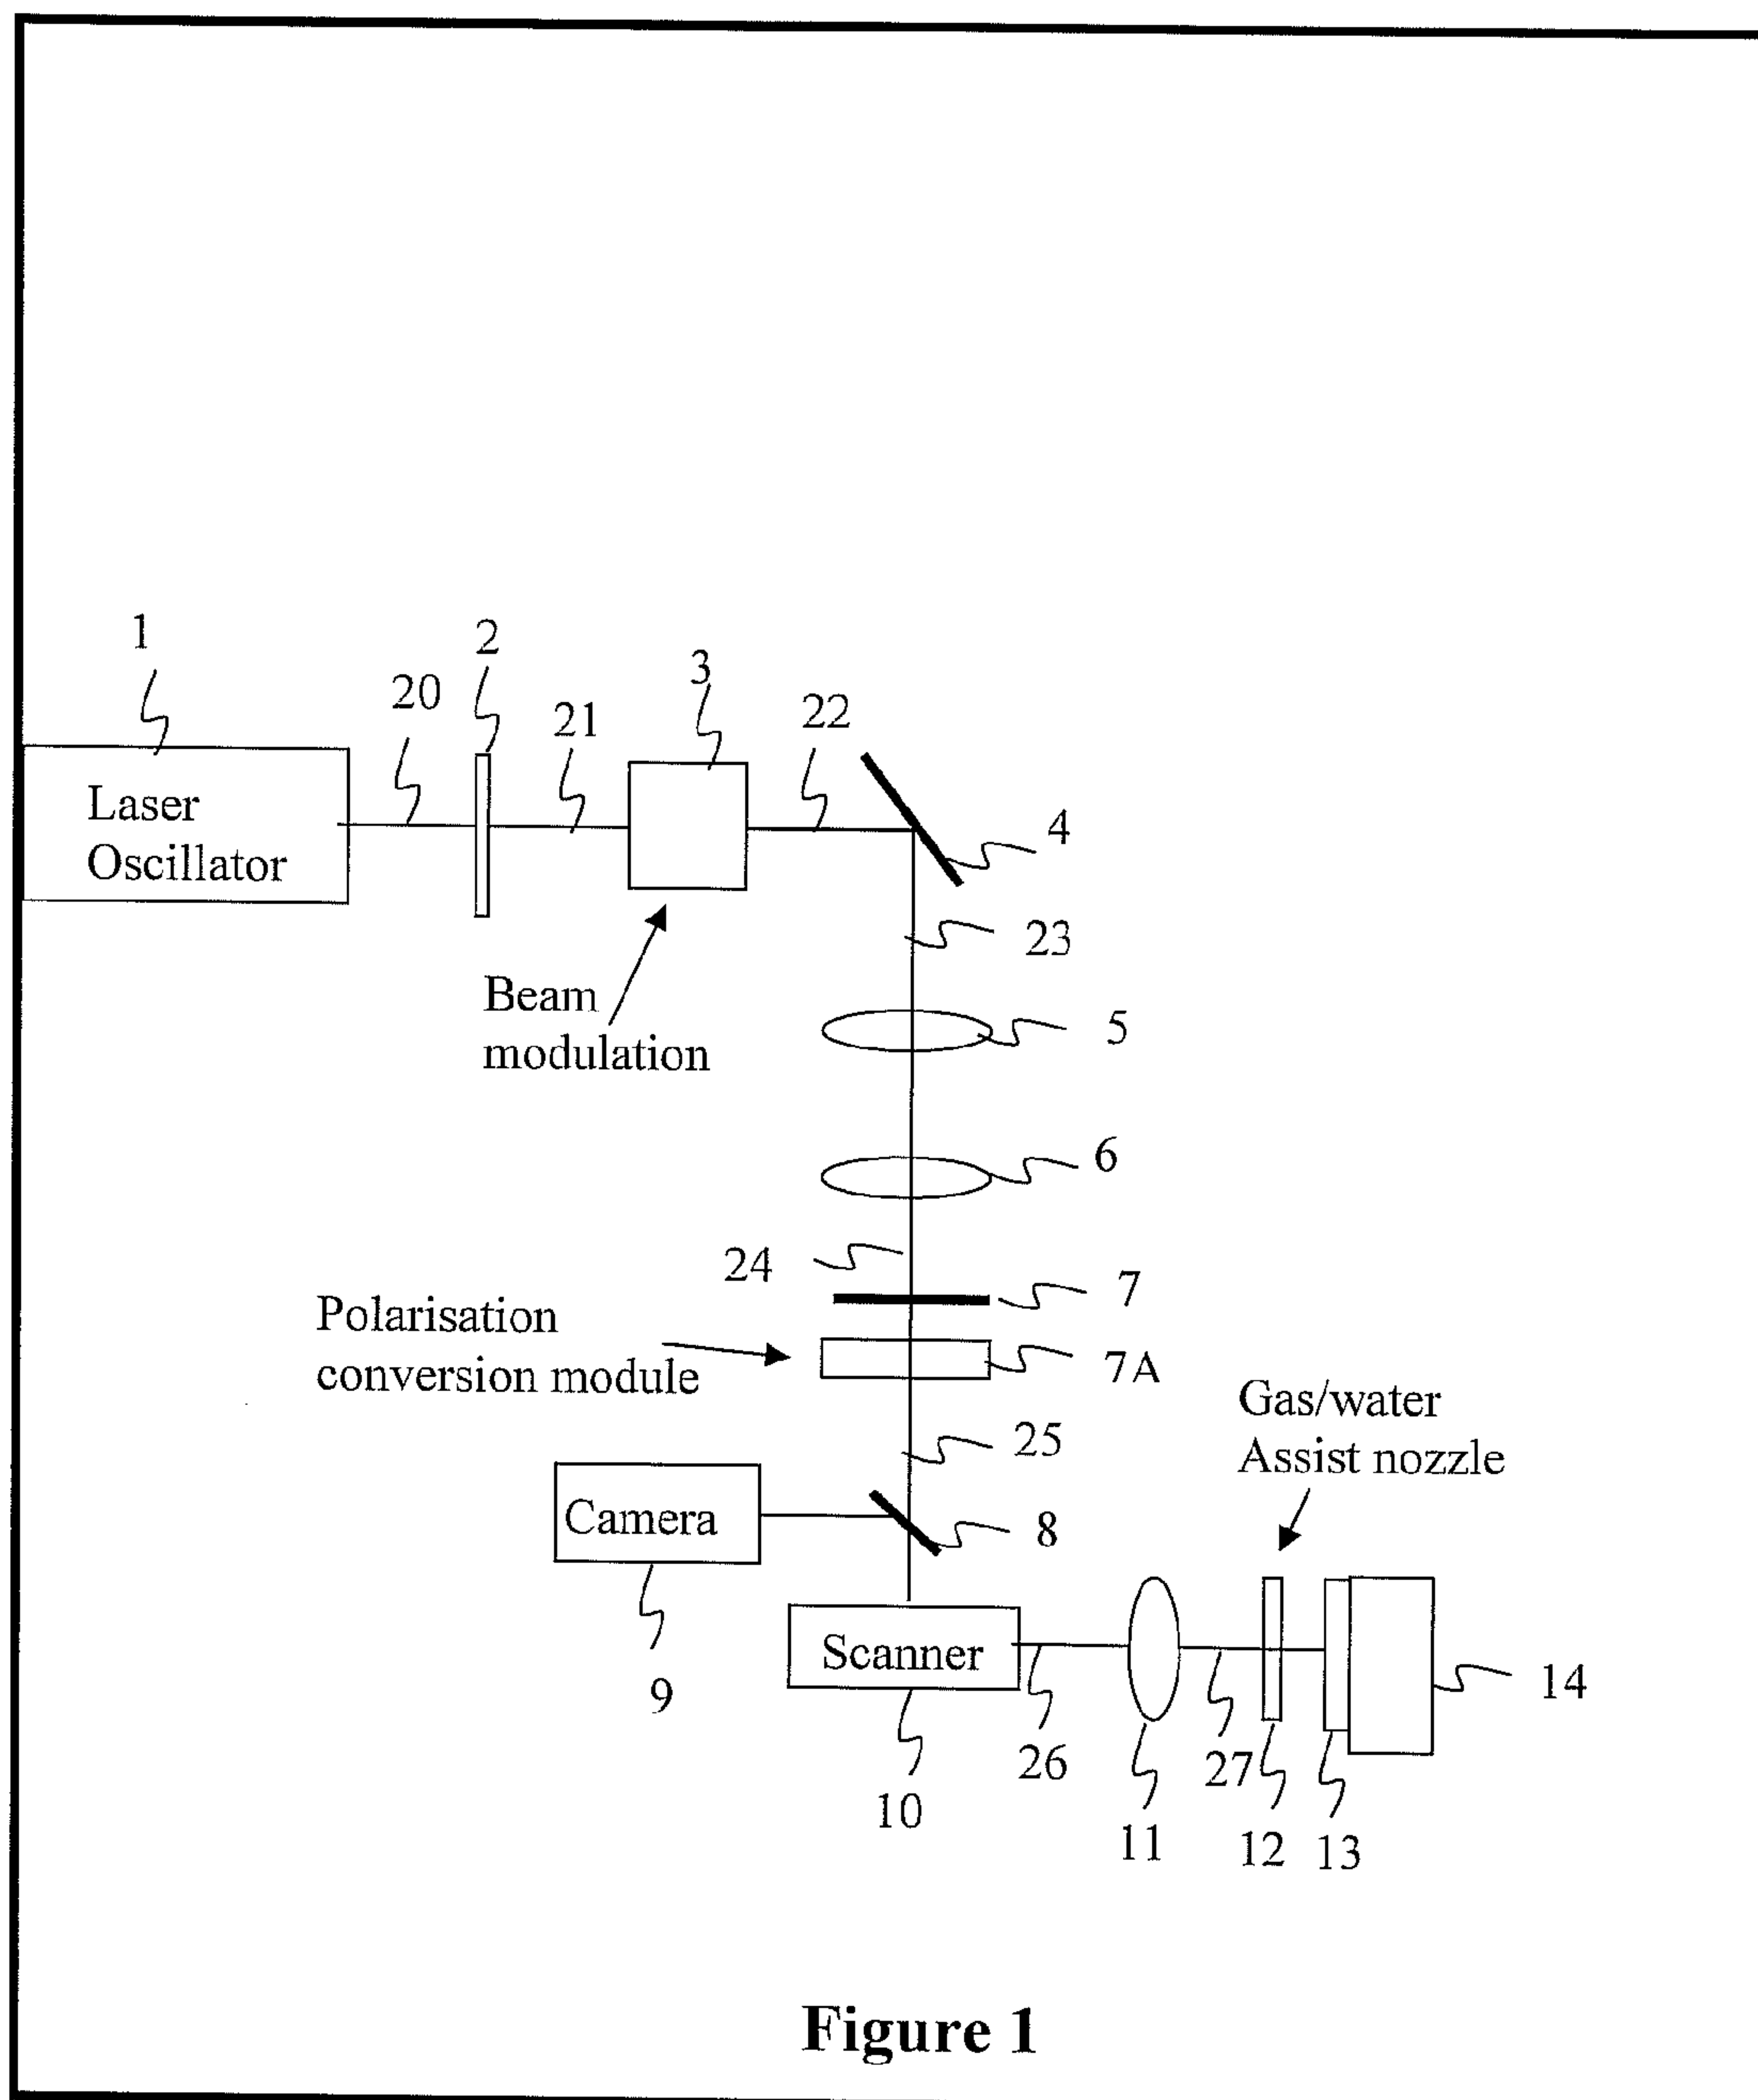 1
2
3
20
21
22
Laser
Oscillator
4
23
Beam
modulation
5
6
24
7
Polarisation
conversion module
7A
Gas/water
Assist nozzle
25
Camera
8
Scanner
9
14
26
27
10
11
12
13
Figure 1